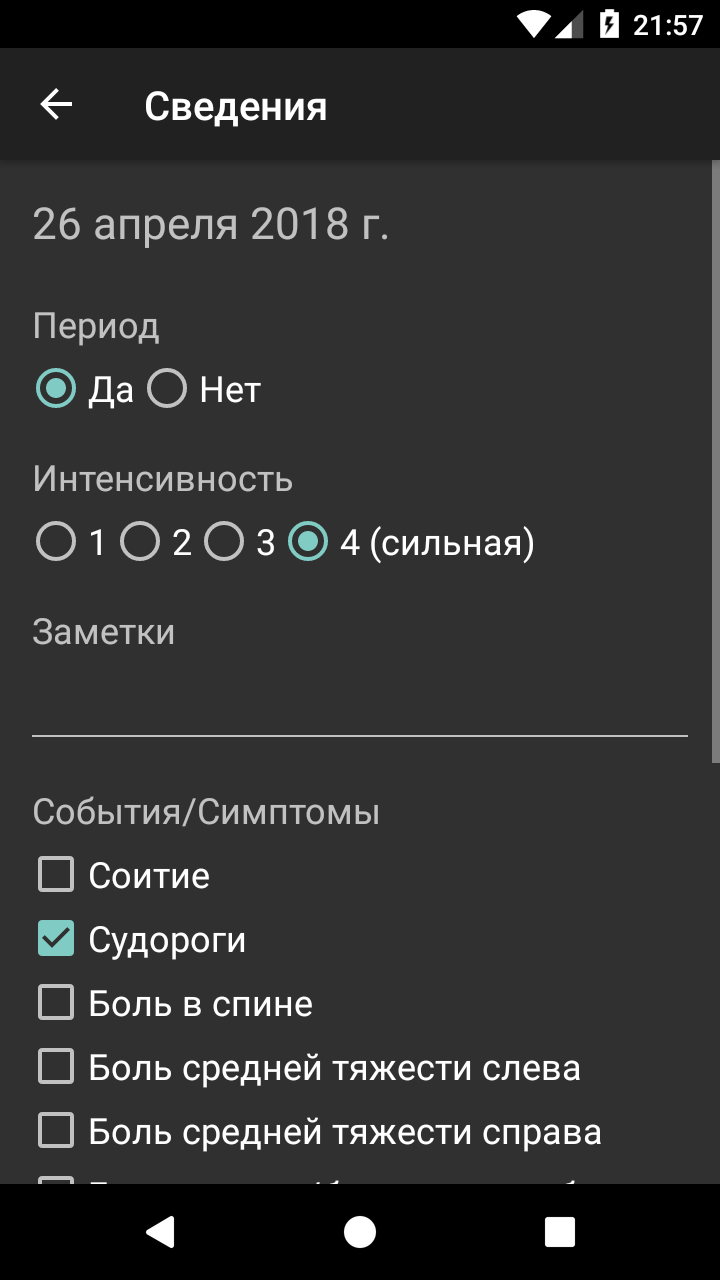 21:57
Сведения
26 апреля 2018 г.
Период
Да Нет
Интенсивность
1 2 3 4 (сильная)
Заметки
События/Симптомы
Соитие
Судороги
Боль в спине
Боль средней тяжести слева
Боль средней тяжести справа